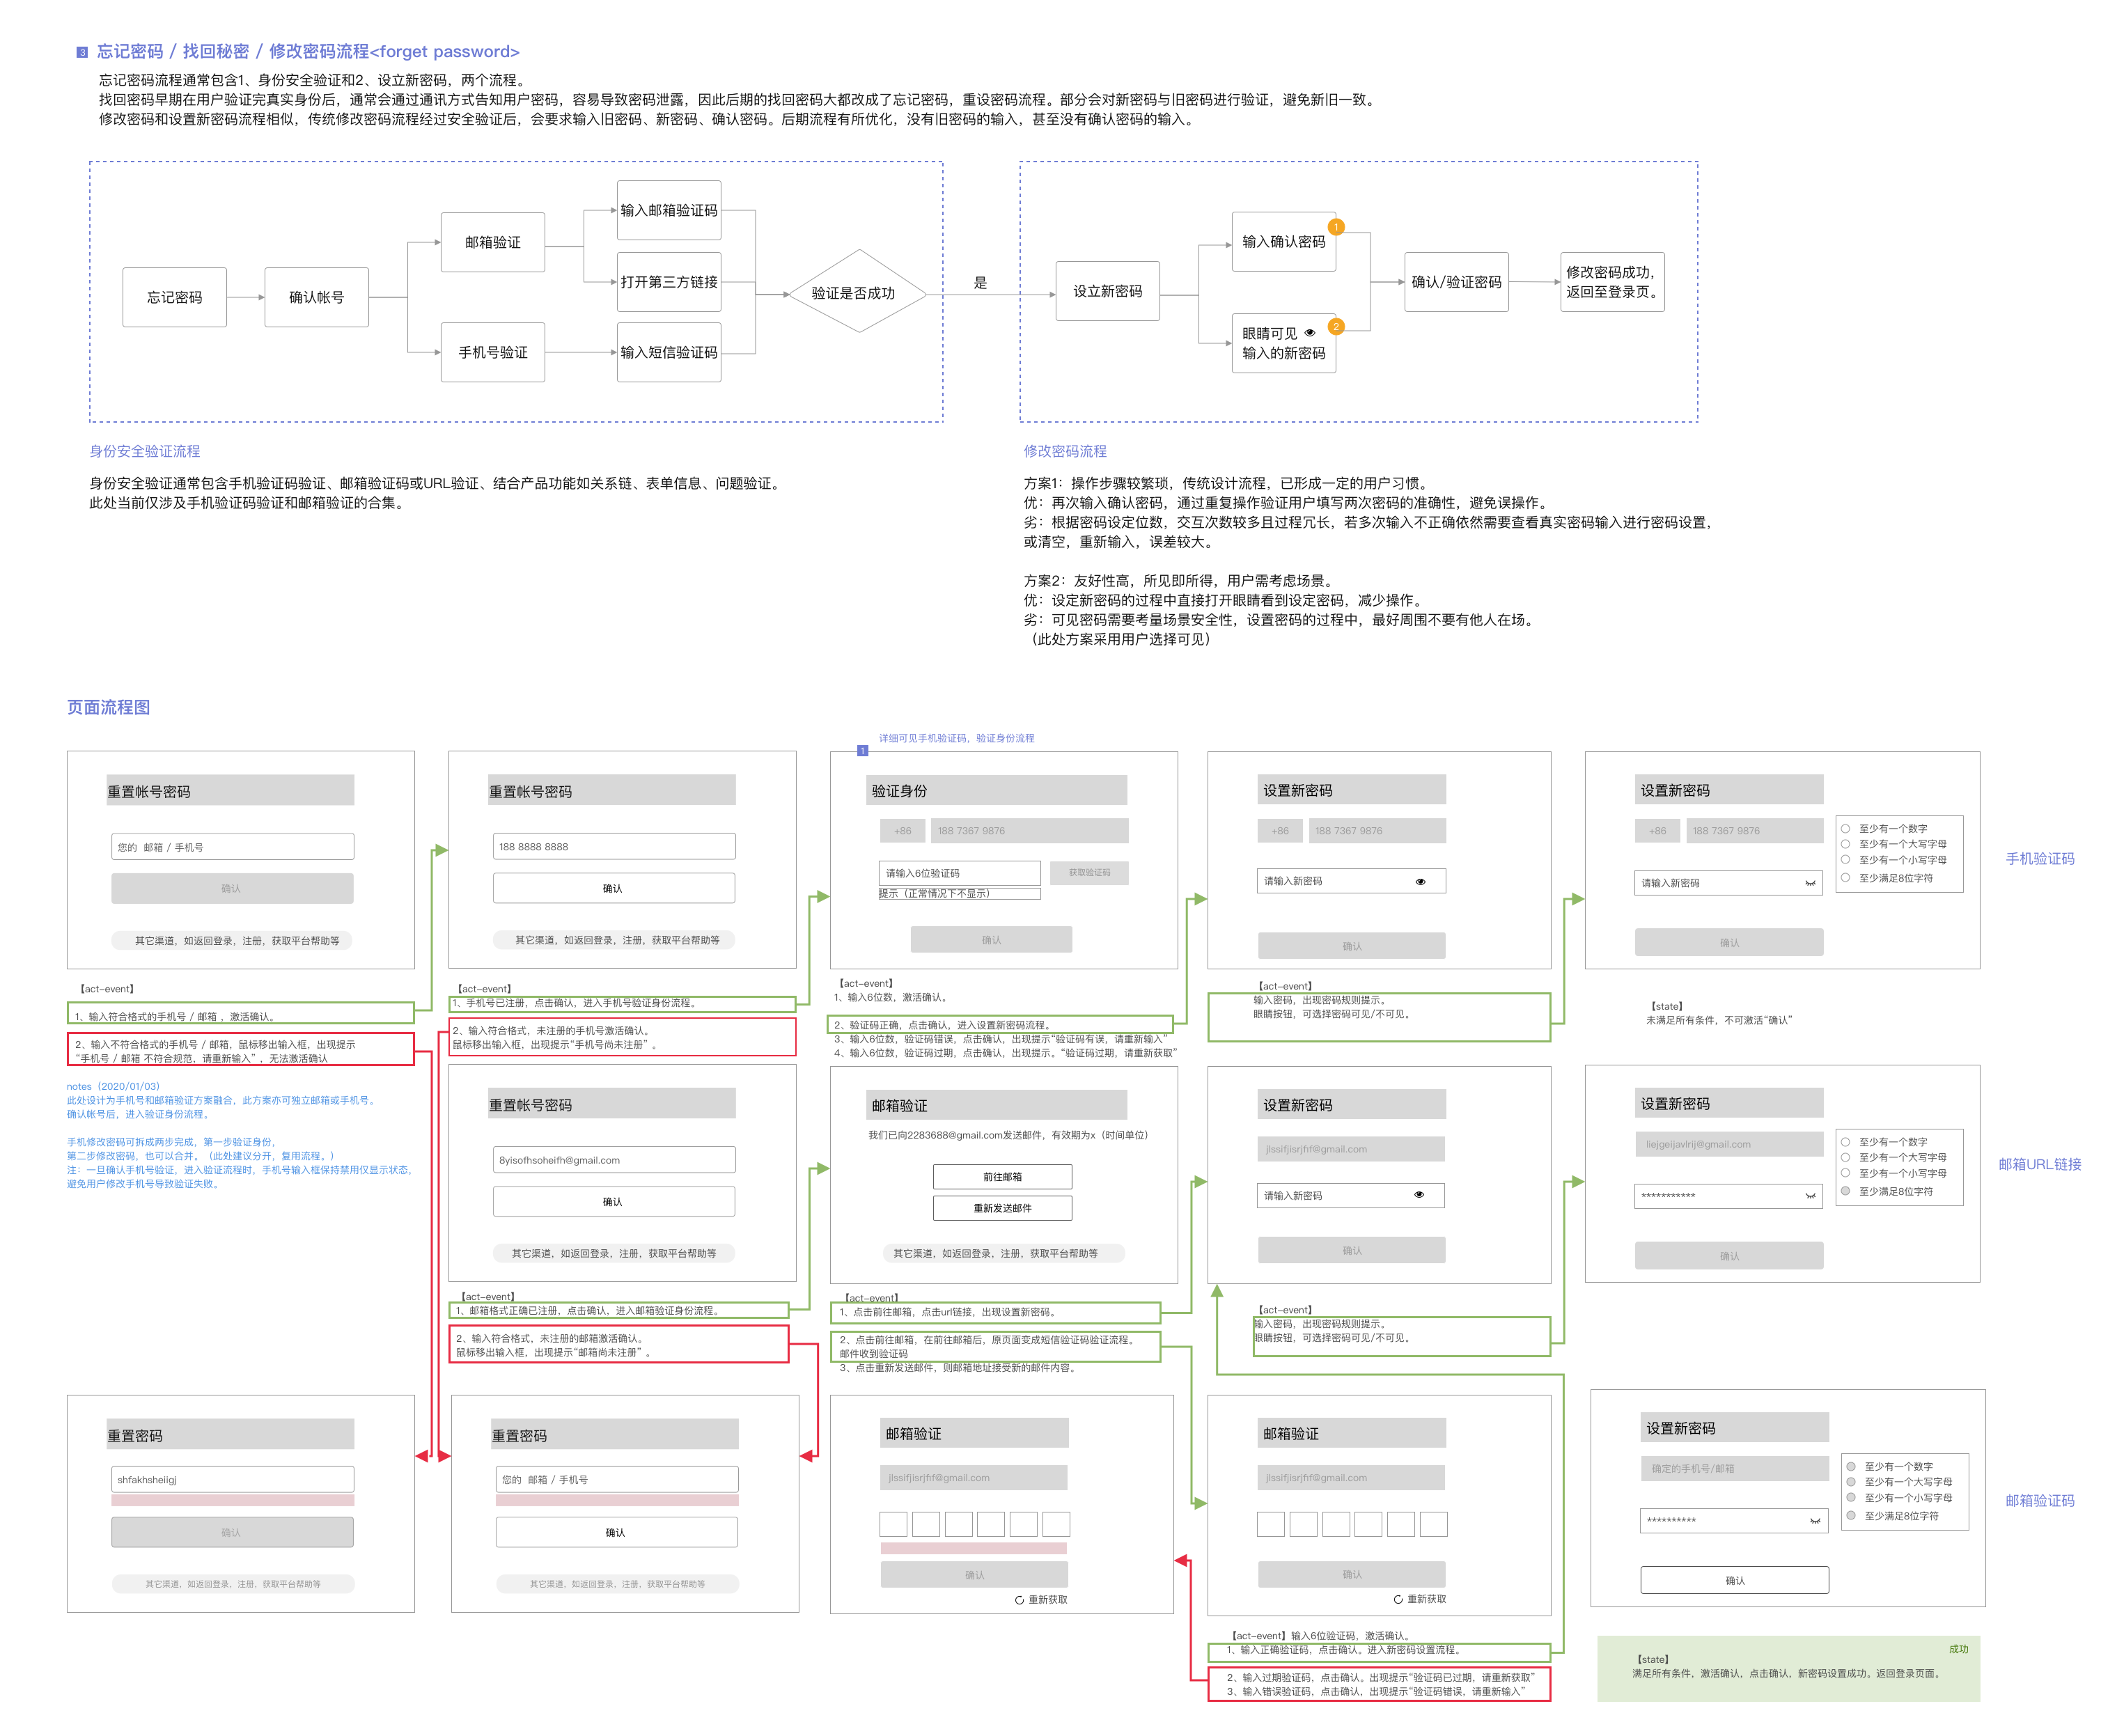 3 忘记密码 / 找回秘密 / 修改密码流程<forget password>
忘记密码流程通常包含1、身份安全验证和2、设立新密码，两个流程。
找回密码早期在用户验证完真实身份后，通常会通过通讯方式告知用户密码，容易导致密码泄露，因此后期的找回密码大都改成了忘记密码，重设密码流程。部分会对新密码与旧密码进行验证，避免新旧一致。
修改密码和设置新密码流程相似，传统修改密码流程经过安全验证后，会要求输入旧密码、新密码、确认密码。后期流程有所优化，没有旧密码的输入，甚至没有确认密码的输入。
忘记密码
确认帐号
邮箱验证
手机号验证
输入邮箱验证码
打开第三方链接
输入短信验证码
验证是否成功
是
设立新密码
输入确认密码
1
眼睛可见
输入的新密码
2
确认/验证密码
修改密码成功，
返回至登录页。
身份安全验证流程
身份安全验证通常包含手机验证码验证、邮箱验证码或URL验证、结合产品功能如关系链、表单信息、问题验证。
此处当前仅涉及手机验证码验证和邮箱验证的合集。
修改密码流程
方案1：操作步骤较繁琐，传统设计流程，已形成一定的用户习惯。
优：再次输入确认密码，通过重复操作验证用户填写两次密码的准确性，避免误操作。
劣：根据密码设定位数，交互次数较多且过程冗长，若多次输入不正确依然需要查看真实密码输入进行密码设置，
或清空，重新输入，误差较大。
方案2：友好性高，所见即所得，用户需考虑场景。
优：设定新密码的过程中直接打开眼睛看到设定密码，减少操作。
劣：可见密码需要考量场景安全性，设置密码的过程中，最好周围不要有他人在场。
（此处方案采用用户选择可见）
页面流程图
重置帐号密码
您的 邮箱 / 手机号
确认
其它渠道，如返回登录，注册，获取平台帮助等
【act-event】
1、输入符合格式的手机号 / 邮箱 ，激活确认。
2、输入不符合格式的手机号 / 邮箱，鼠标移出输入框，出现提示
“手机号 / 邮箱 不符合规范，请重新输入” ，无法激活确认
notes（2020/01/03）
此处设计为手机号和邮箱验证方案融合，此方案亦可独立邮箱或手机号。
确认帐号后，进入验证身份流程。
手机修改密码可拆成两步完成，第一步验证身份，
第二步修改密码，也可以合并。（此处建议分开，复用流程。）
注：一旦确认手机号验证，进入验证流程时，手机号输入框保持禁用仅显示状态，
避免用户修改手机号导致验证失败。
重置帐号密码
188 8888 8888
确认
其它渠道，如返回登录，注册，获取平台帮助等
【act-event】
1、手机号已注册，点击确认，进入手机号验证身份流程。
2、输入符合格式，未注册的手机号激活确认。
鼠标移出输入框，出现提示“手机号尚未注册” 。
1
详细可见手机验证码，验证身份流程
验证身份
+86
188 7367 9876
请输入6位验证码
获取验证码
提示（正常情况下不显示）
确认
【act-event】
1、输入6位数，激活确认。
2、验证码正确，点击确认，进入设置新密码流程。
3、输入6位数，验证码错误，点击确认，出现提示“验证码有误，请重新输入”
4、输入6位数，验证码过期，点击确认，出现提示。“验证码过期，请重新获取”
设置新密码
+86
188 7367 9876
请输入新密码
确认
【act-event】
输入密码，出现密码规则提示。
眼睛按钮，可选择密码可见/不可见。
设置新密码
+86
188 7367 9876
请输入新密码
确认
至少有一个数字
至少有一个大写字母
至少有一个小写字母
至少满足8位字符
【state】
未满足所有条件，不可激活“确认”
手机验证码
重置帐号密码
8yisofhsoheifh@gmail.com
确认
其它渠道，如返回登录，注册，获取平台帮助等
【act-event】
1、邮箱格式正确已注册，点击确认，进入邮箱验证身份流程。
2、输入符合格式，未注册的邮箱激活确认。
鼠标移出输入框，出现提示“邮箱尚未注册” 。
邮箱验证
我们已向2283688@gmail.com发送邮件，有效期为x（时间单位）
前往邮箱
重新发送邮件
其它渠道，如返回登录，注册，获取平台帮助等
【act-event】
1、点击前往邮箱，点击url链接，出现设置新密码。
2、点击前往邮箱，在前往邮箱后，原页面变成短信验证码验证流程。
邮件收到验证码
3、点击重新发送邮件，则邮箱地址接受新的邮件内容。
设置新密码
jlssifjisrjfıf@gmail.com
请输入新密码
确认
【act-event】
输入密码，出现密码规则提示。
眼睛按钮，可选择密码可见/不可见。
设置新密码
liejgeijavlrij@gmail.com
***********
确认
至少有一个数字
至少有一个大写字母
至少有一个小写字母
至少满足8位字符
邮箱URL链接
重置密码
shfakhsheiigj
确认
其它渠道，如返回登录、注册，获取平台帮助等
重置密码
您的 邮箱 / 手机号
确认
其它渠道，如返回登录、注册，获取平台帮助等
邮箱验证
jlssifjisrjfıf@gmail.com
确认
重新获取
邮箱验证
jlssifjisrjfıf@gmail.com
确认
重新获取
【act-event】输入6位验证码，激活确认。
1、输入正确验证码，点击确认。进入新密码设置流程。
2、输入过期验证码，点击确认。出现提示“验证码已过期，请重新获取”
3、输入错误验证码，点击确认，出现提示“验证码错误，请重新输入”
设置新密码
确定的手机号/邮箱
**********
确认
至少有一个数字
至少有一个大写字母
至少有一个小写字母
至少满足8位字符
邮箱验证码
成功
【state】
满足所有条件，激活确认，点击确认，新密码设置成功。返回登录页面。